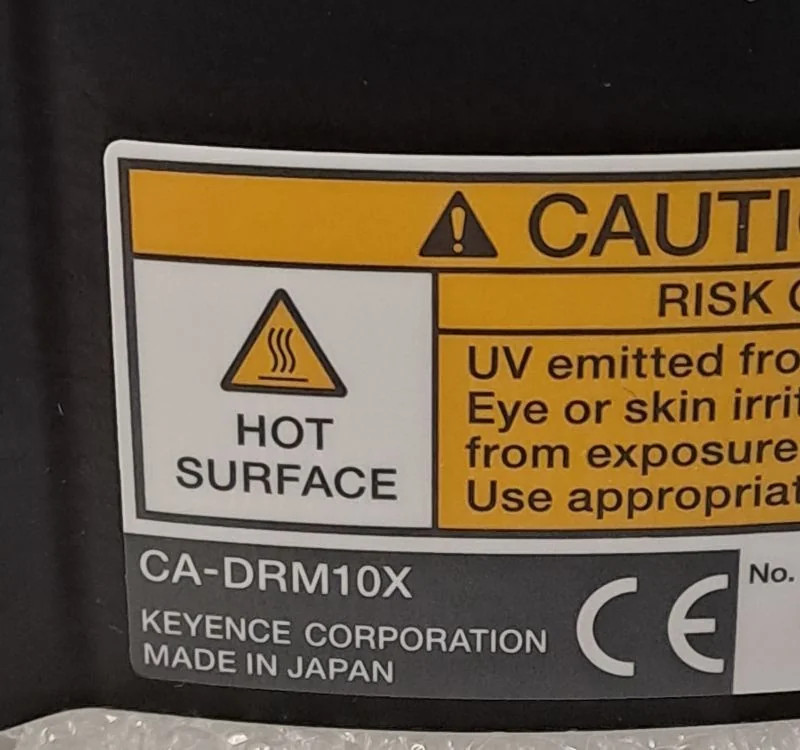 CAUTI
RISK
UV emitted fro
Eye or skin irrit
from exposure
Use appropriat
HOT
SURFACE
CA-DRM10X
KEYENCE CORPORATION
MADE IN JAPAN
CE
No.